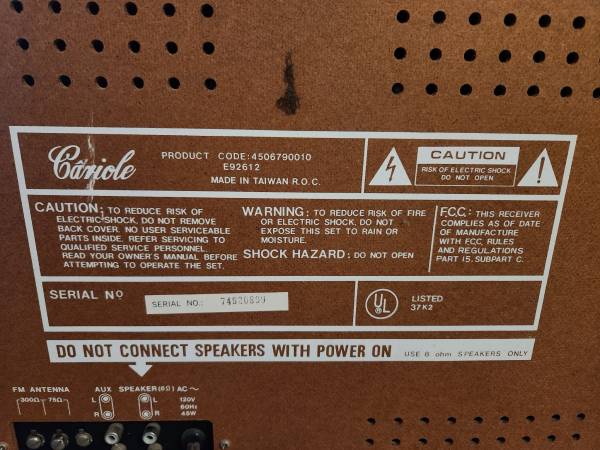 Cāriole
PRODUCT CODE: 4506790010
E92612
MADE IN TAIWAN R.O.C.
CAUTION
RISK OF ELECTRIC SHOCK
DO NOT OPEN
CAUTION: TO REDUCE RISK OF
ELECTRIC SHOCK, DO NOT REMOVE
BACK COVER. NO USER SERVICEABLE
PARTS INSIDE. REFER SERVICING TO
QUALIFIED SERVICE PERSONNEL.
READ YOUR OWNER'S MANUAL BEFORE
ATTEMPTING TO OPERATE THE SET.
WARNING: TO REDUCE RISK OF FIRE
OR ELECTRIC SHOCK, DO NOT
EXPOSE THIS SET TO RAIN OR
MOISTURE.
SHOCK HAZARD: DO NOT OPEN
F.C.C: THIS RECEIVER
COMPLIES AS OF DATE
OF MANUFACTURE
WITH FCC RULES
AND REGULATIONS
PART 15. SUBPART C.
SERIAL NO
SERIAL NO.:
UL
LISTED
37K2
DO NOT CONNECT SPEAKERS WITH POWER ON USE 8 ohm SPEAKERS ONLY
FM ANTENNA
300Ω 75Ω
AUX
L
R
SPEAKER(8Ω)
L
R
AC ~
120V
60Hz
45W